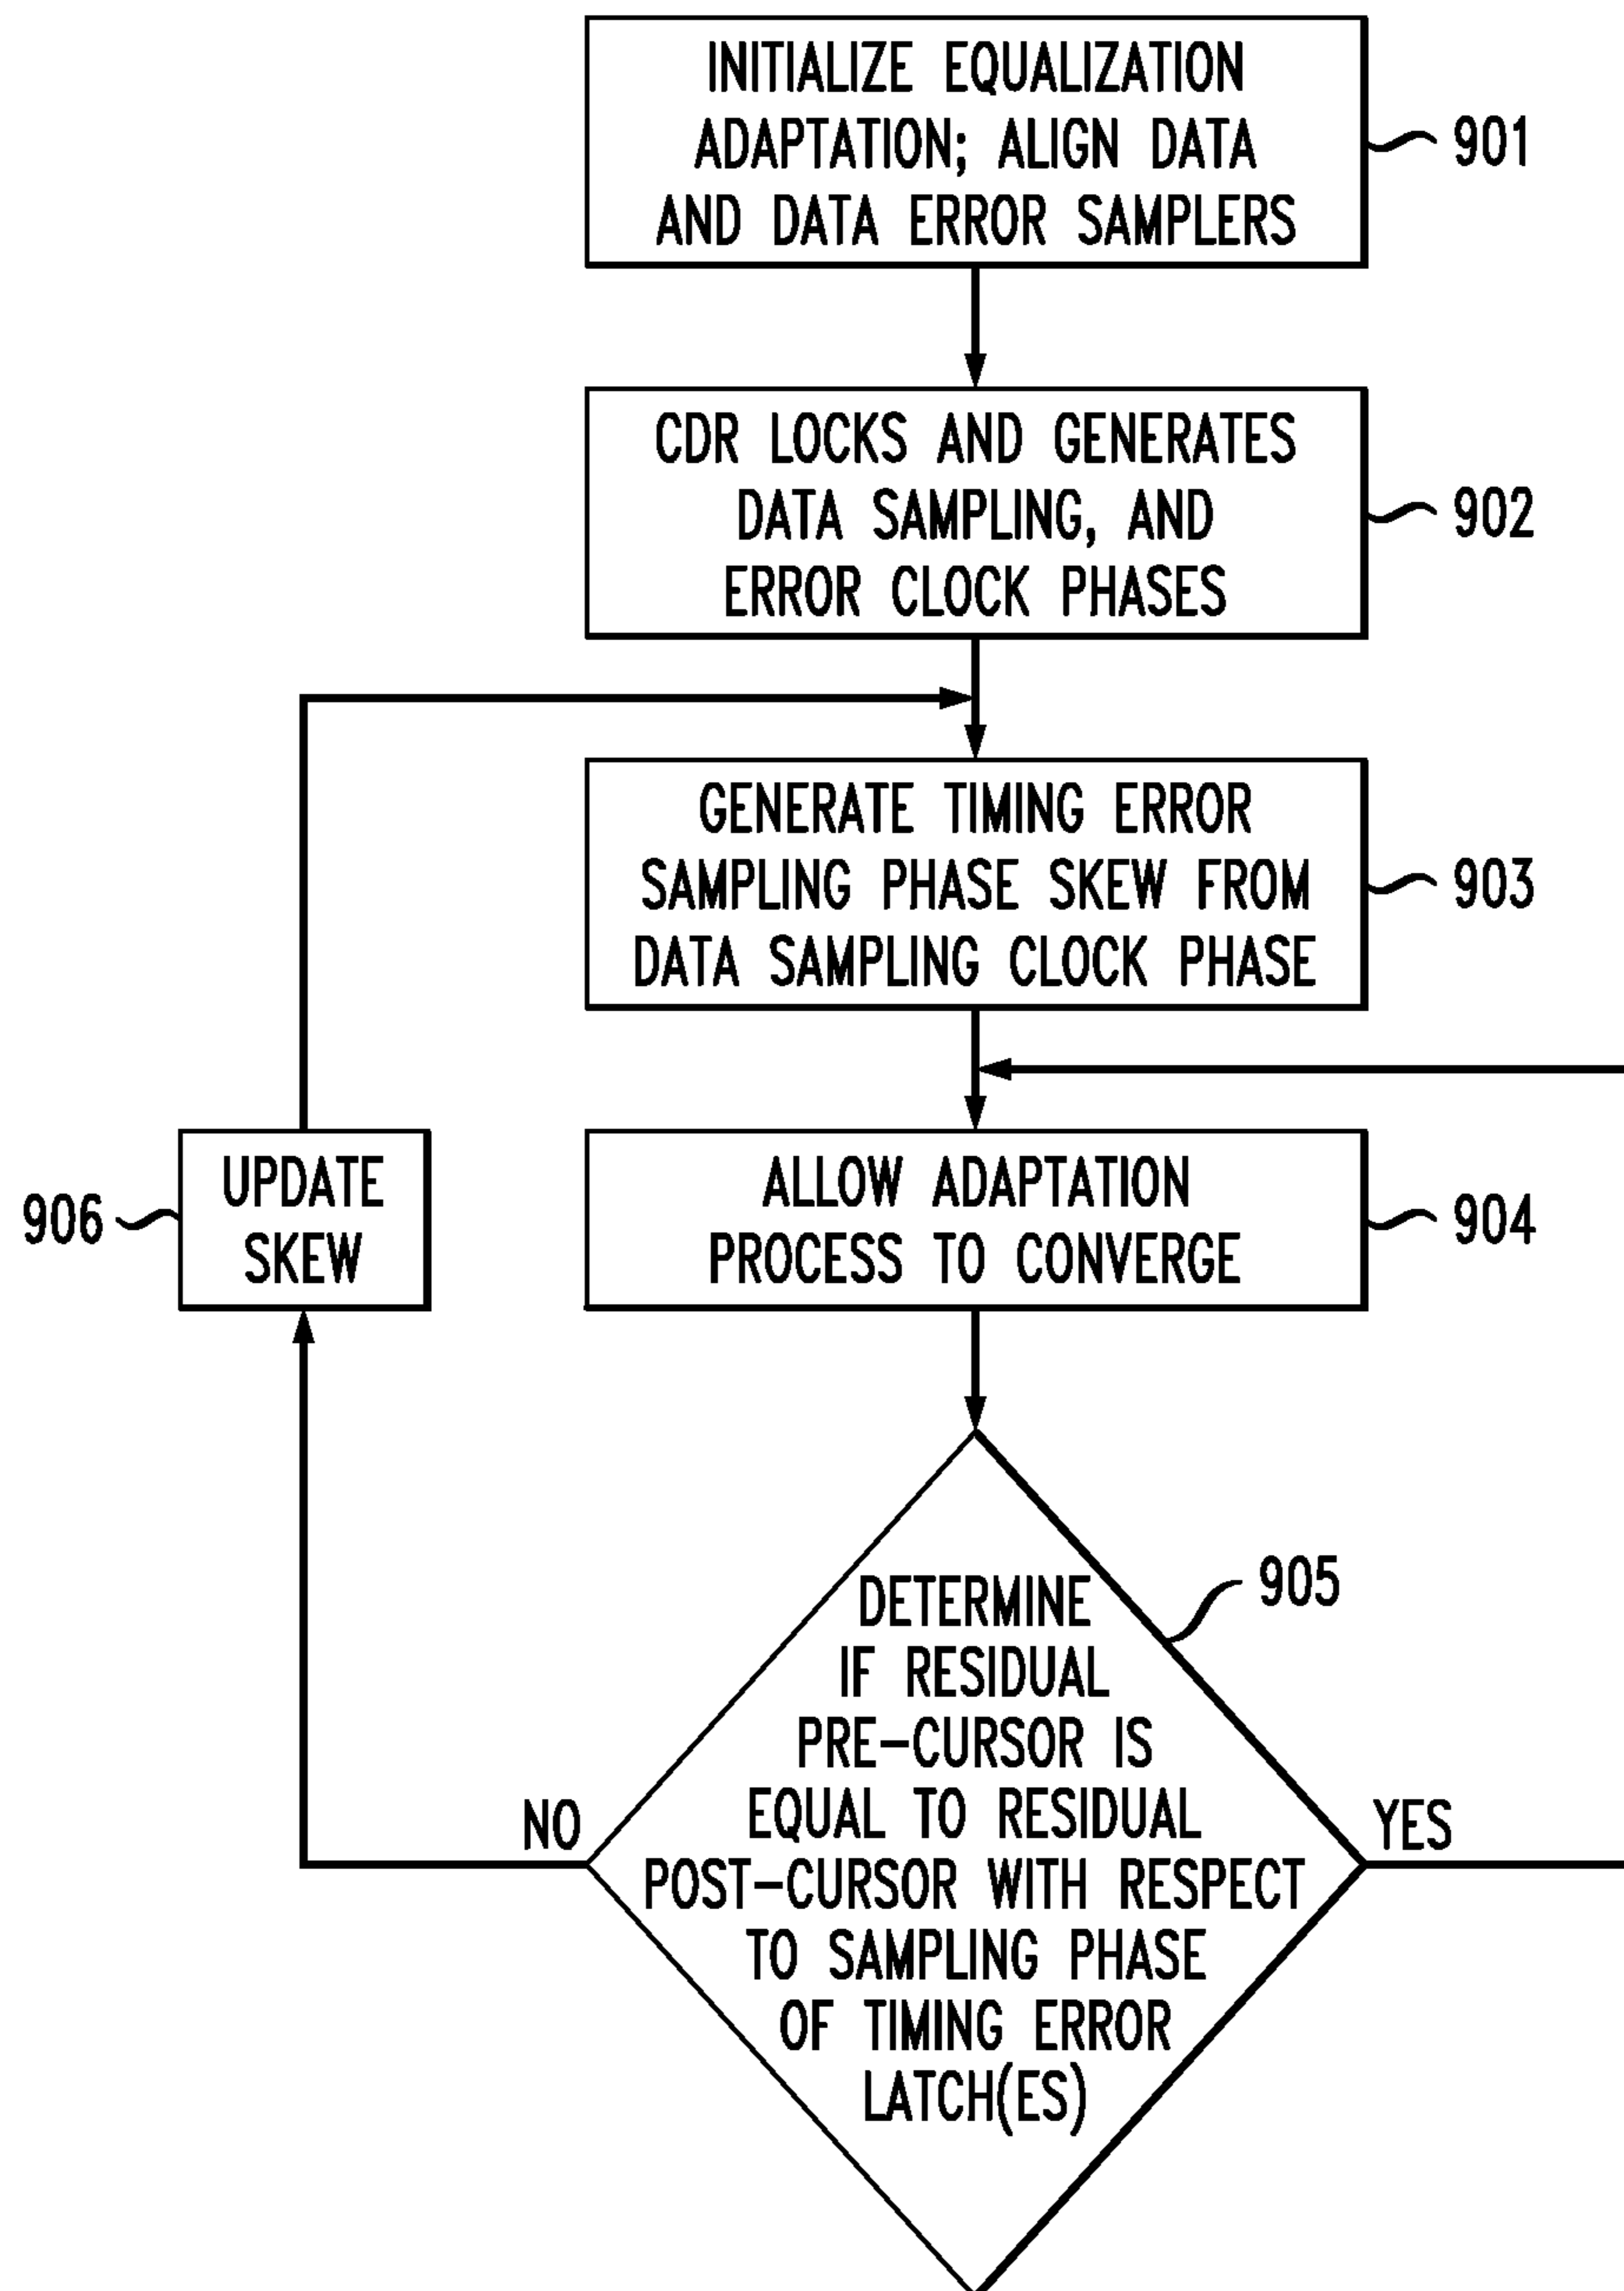 INITIALIZE EQUALIZATION
ADAPTATION; ALIGN DATA
AND DATA ERROR SAMPLERS
901
CDR LOCKS AND GENERATES
DATA SAMPLING, AND
ERROR CLOCK PHASES
902
GENERATE TIMING ERROR
SAMPLING PHASE SKEW FROM
DATA SAMPLING CLOCK PHASE
903
906
UPDATE
SKEW
ALLOW ADAPTATION
PROCESS TO CONVERGE
904
DETERMINE
IF RESIDUAL
PRE-CURSOR IS
EQUAL TO RESIDUAL
POST-CURSOR WITH RESPECT
TO SAMPLING PHASE
OF TIMING ERROR
LATCH(ES)
905
NO
YES